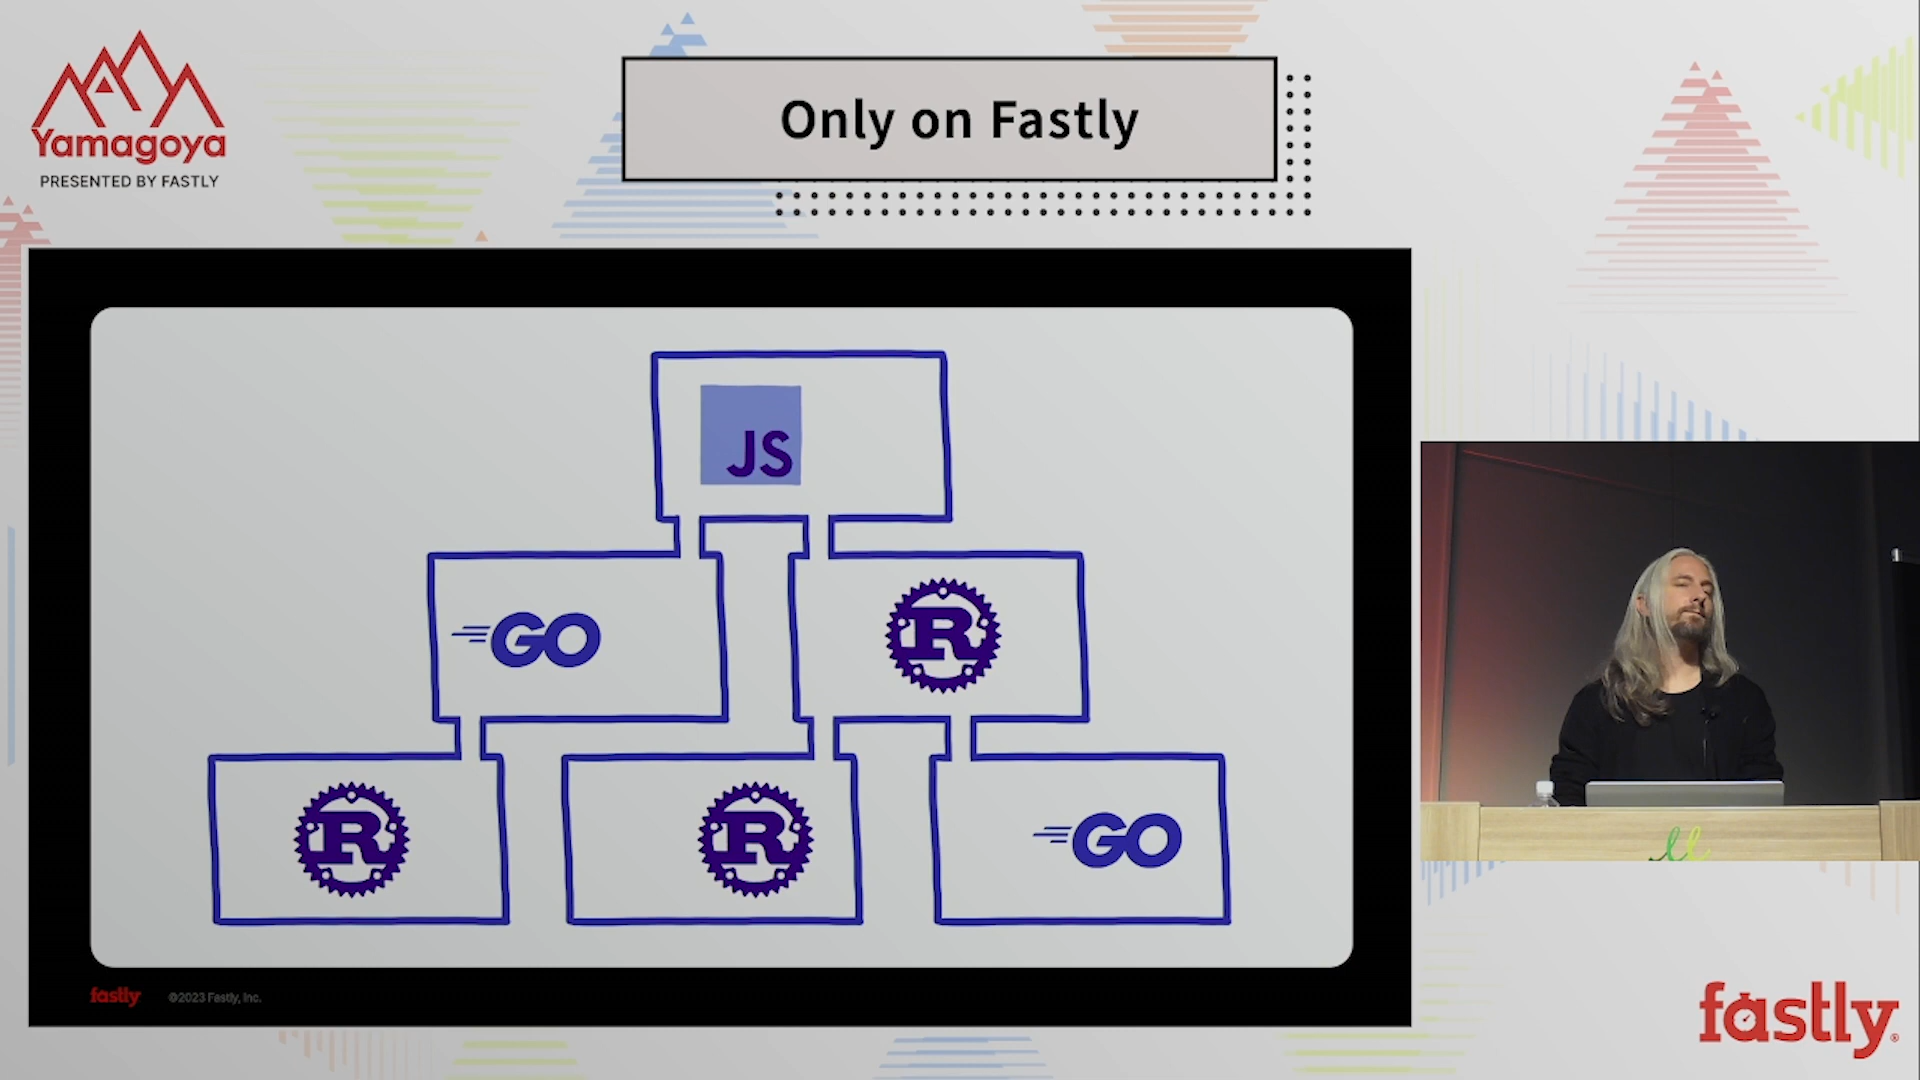 Yamagoya
PRESENTED BY FASTLY
Only on Fastly
JS
GO
R
R
R
GO
fastly
©2023 Fastly, Inc.
fastly®